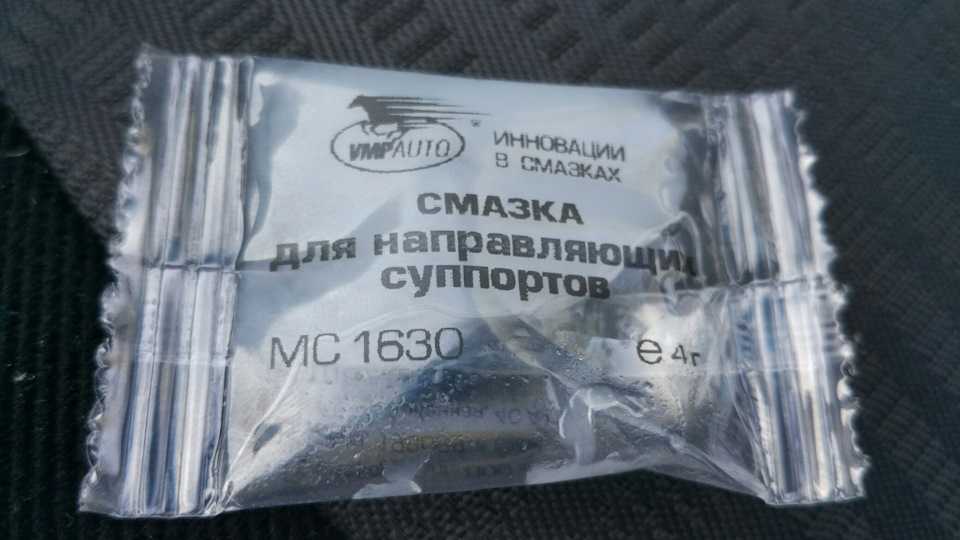 VMPAUTO
ИННОВАЦИИ
В СМАЗКАХ
СМАЗКА
для направляющих
суппортов
МС 1630
е 4г